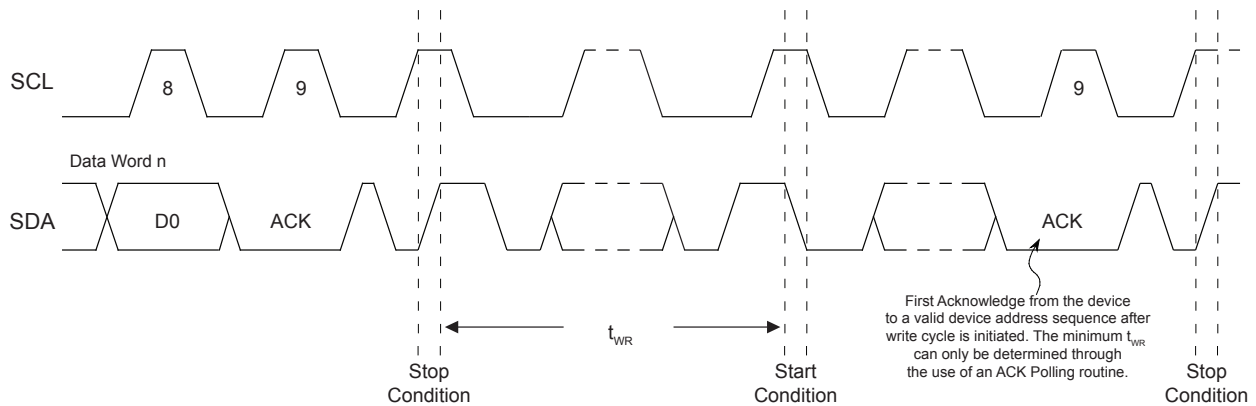 SCL
8
9
9
Data Word n
SDA
D0
ACK
ACK
First Acknowledge from the device
to a valid device address sequence after
write cycle is initiated. The minimum tWR
can only be determined through
the use of an ACK Polling routine.
tWR
Stop
Condition
Start
Condition
Stop
Condition